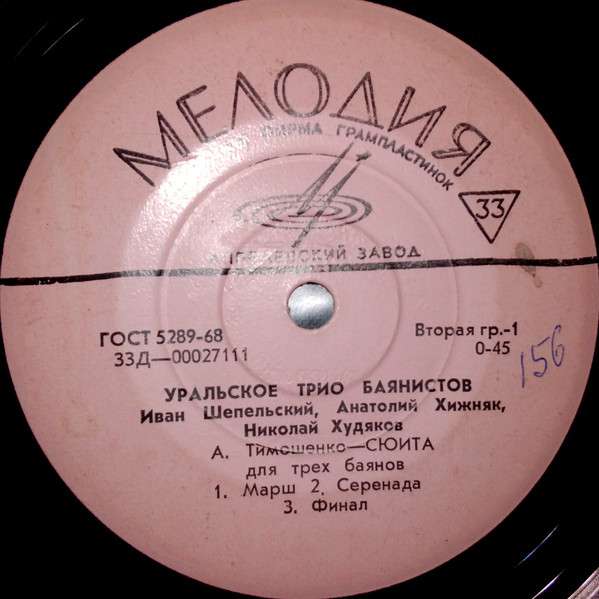 МЕЛОДИЯ
ФИРМА ГРАМПЛАСТИНОК
33
ЗАВОД
ГОСТ 5289-68
33Д—00027111
Вторая гр.-1
0-45
156
УРАЛЬСКОЕ ТРИО БАЯНИСТОВ
Иван Шепельский, Анатолий Хижняк,
Николай Худяков
А. Тимошенко—СЮИТА
для трех баянов
1. Марш 2. Серенада
3. Финал